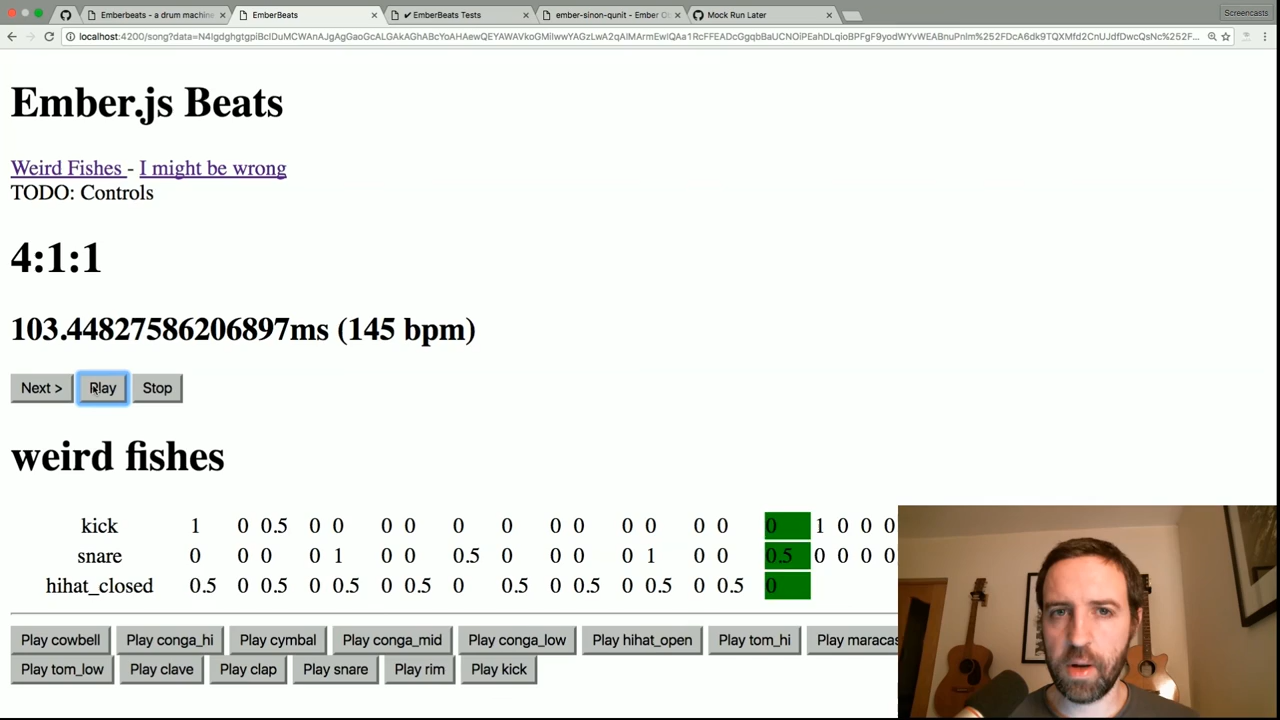 Emberbeats - a drum machine
EmberBeats
✔ EmberBeats Tests
ember-sinon-qunit - Ember O
Mock Run Later
Screencasts
Ember.js Beats
Weird Fishes - I might be wrong
TODO: Controls
4:1:1
103.44827586206897ms (145 bpm)
Next > Play Stop
weird fishes
kick 1 0 0.5 0 0 0 0 0 0 0 0 0 0 0 0 0 1 0 0 0
snare 0 0 0 0 1 0 0 0.5 0 0 0 0 1 0 0 0.5 0 0 0 0
hihat_closed 0.5 0 0.5 0 0.5 0 0.5 0 0.5 0 0.5 0 0.5 0 0.5 0
Play cowbell Play conga_hi Play cymbal Play conga_mid Play conga_low Play hihat_open Play tom_hi Play maracas
Play tom_low Play clave Play clap Play snare Play rim Play kick